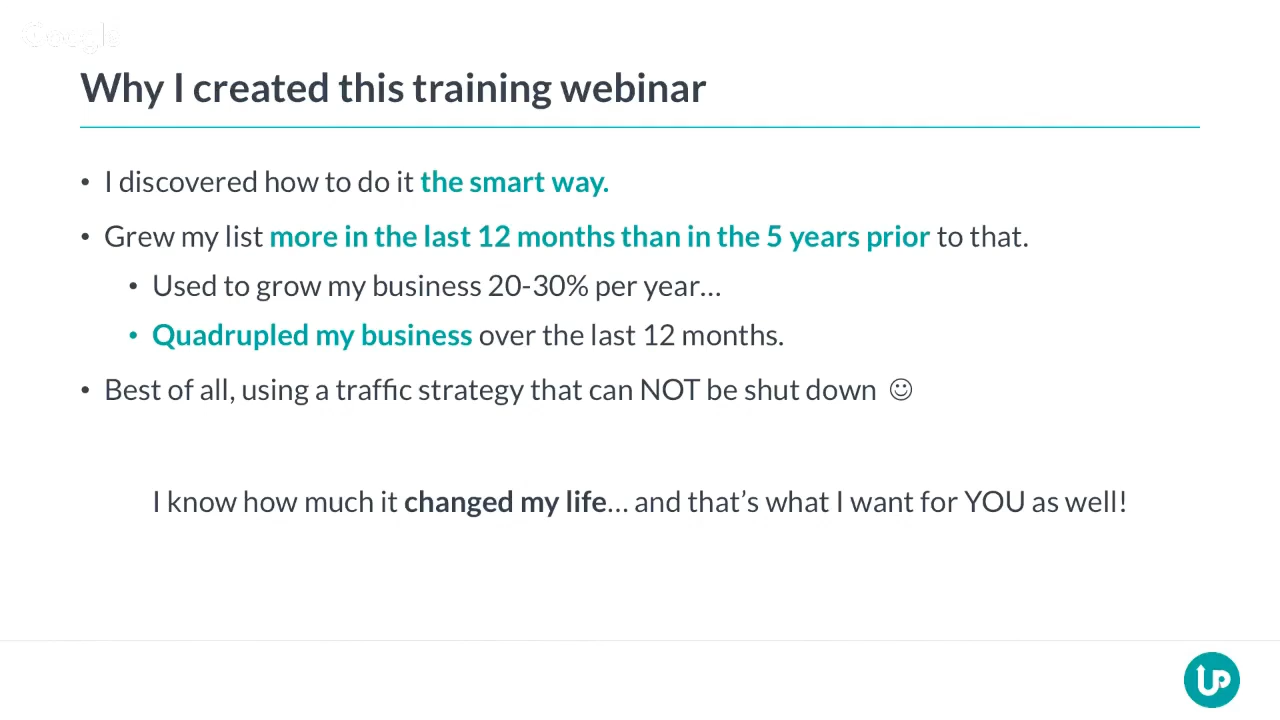 Google
Why I created this training webinar
• I discovered how to do it the smart way.
• Grew my list more in the last 12 months than in the 5 years prior to that.
• Used to grow my business 20-30% per year...
• Quadrupled my business over the last 12 months.
• Best of all, using a traffic strategy that can NOT be shut down ☺
I know how much it changed my life... and that’s what I want for YOU as well!
UP